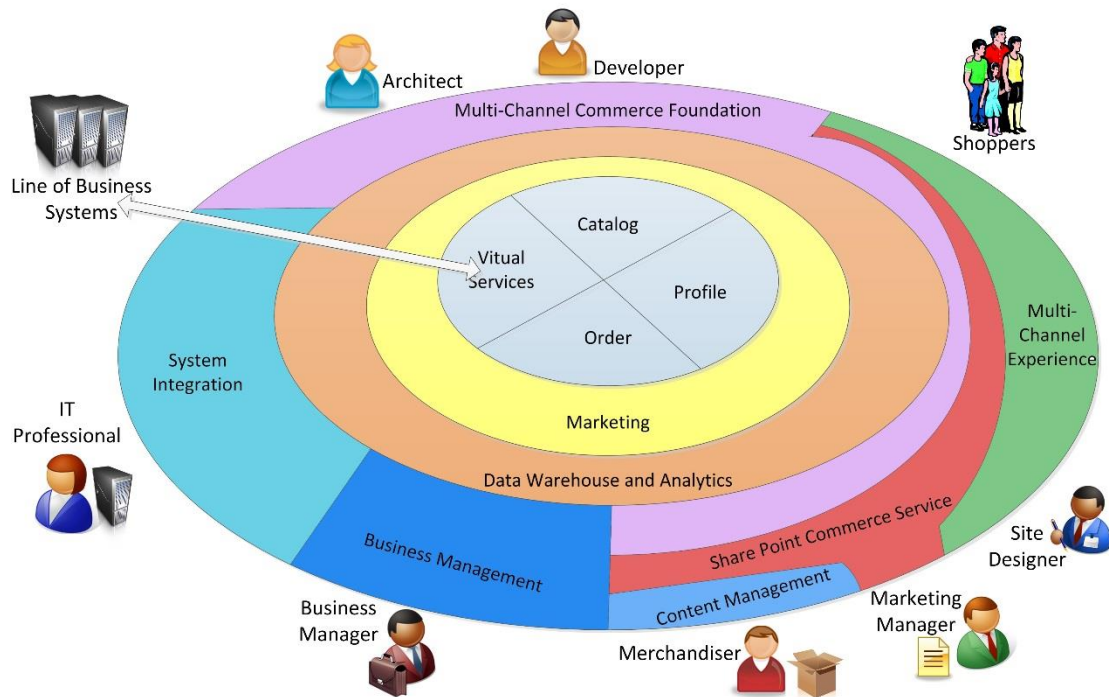 Developer
Architect
Multi-Channel Commerce Foundation
Shoppers
Line of Business
Systems
Catalog
Vitual
Services
Profile
Order
Multi-
Channel
Experience
System
Integration
IT
Professional
Marketing
Data Warehouse and Analytics
Business Management
Share Point Commerce Service
Content Management
Site
Designer
Business
Manager
Merchandiser
Marketing
Manager